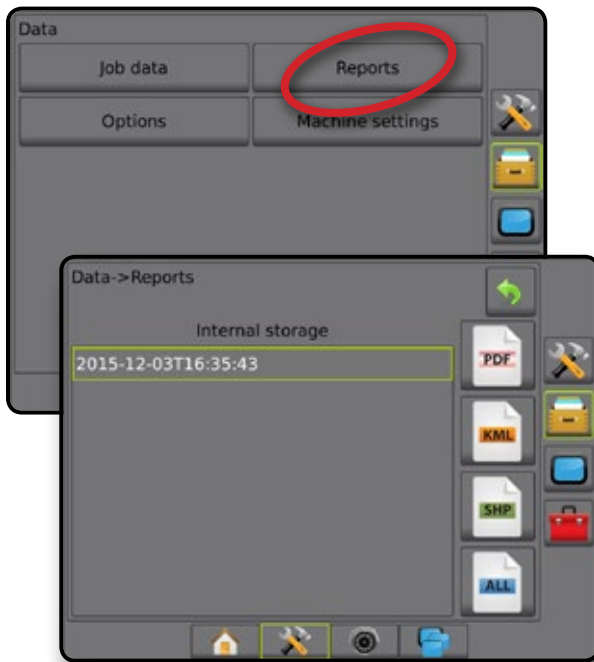 Data
Job data
Reports
Options
Machine settings
Data->Reports
Internal storage
2015-12-03T16:35:43
PDF
KML
SHP
ALL